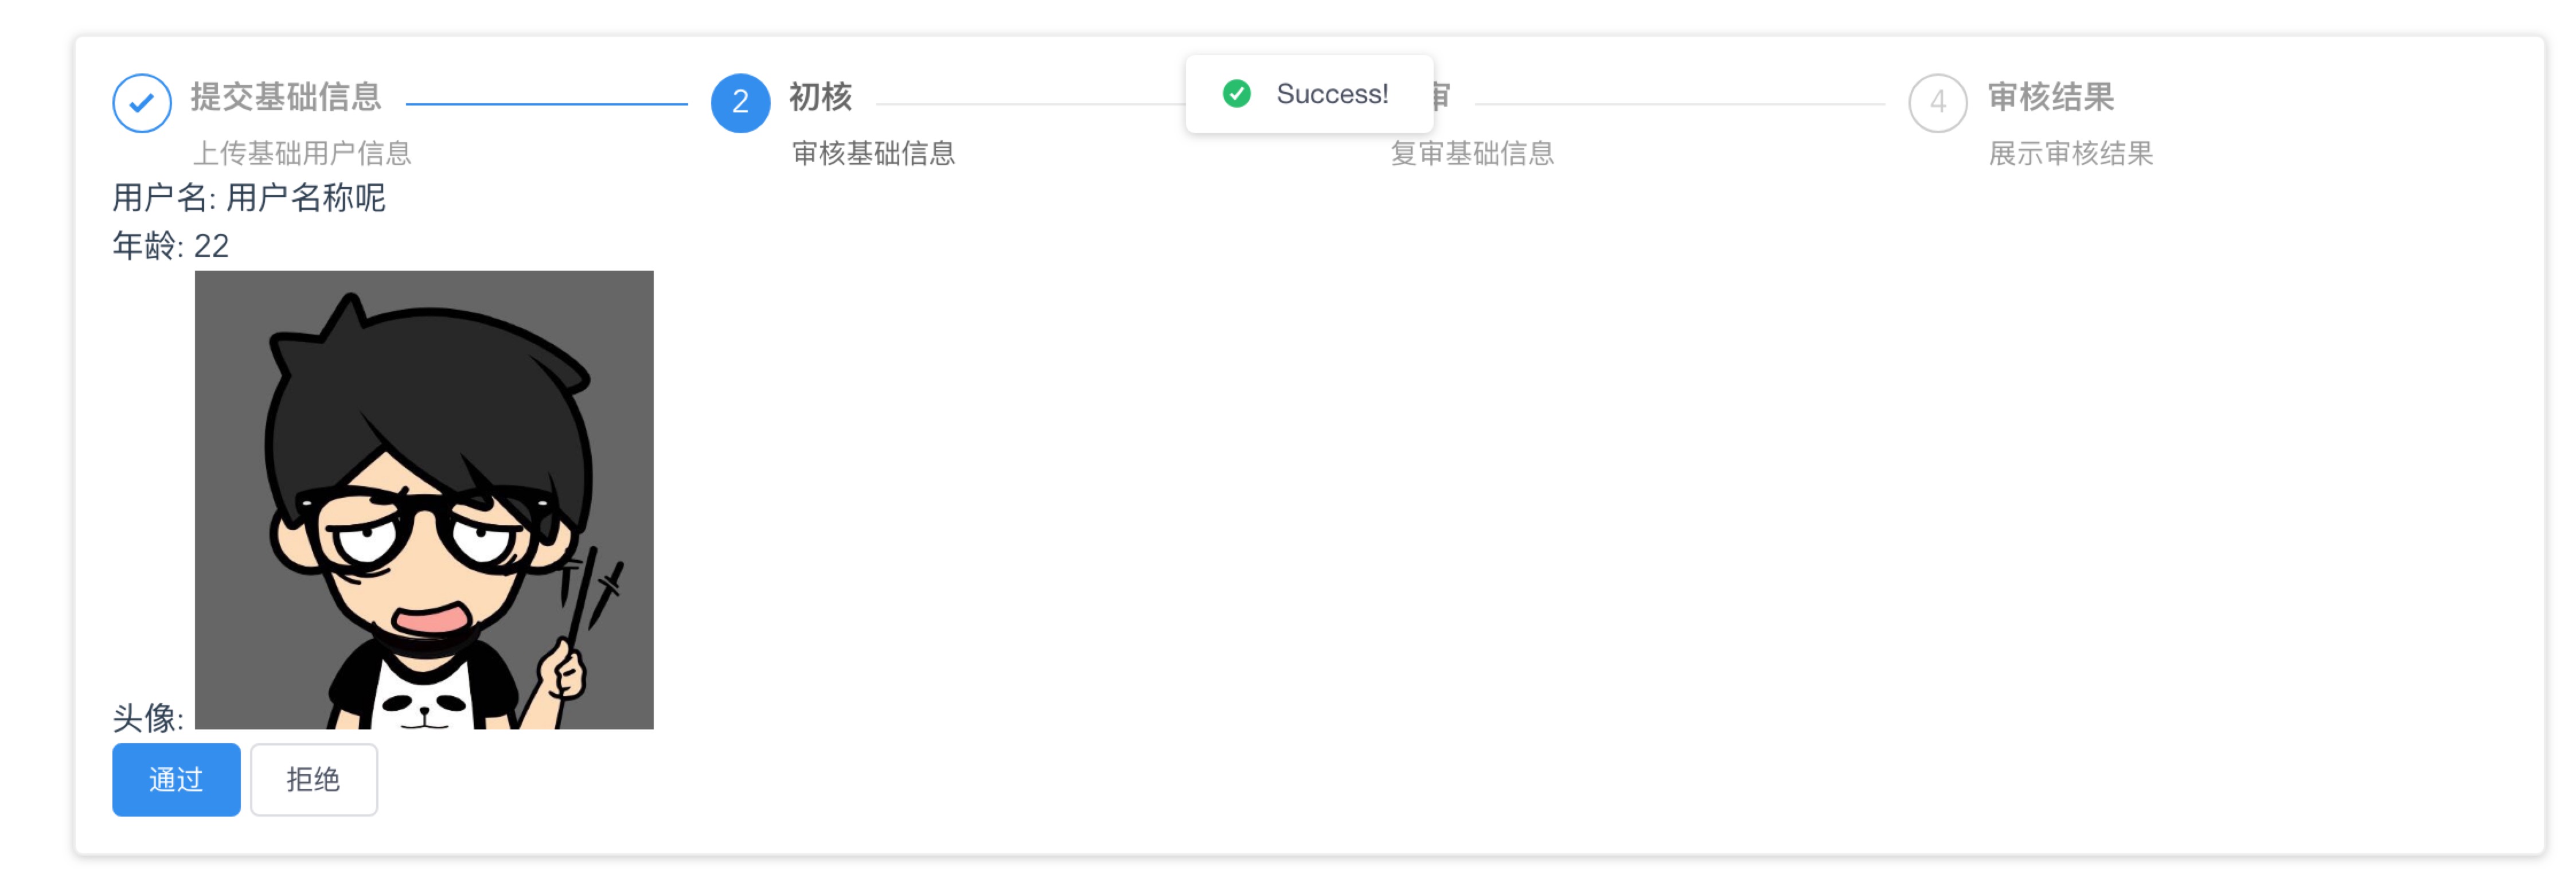 提交基础信息
上传基础用户信息
2
初核
审核基础信息
Success!
审
复审基础信息
4
审核结果
展示审核结果
用户名: 用户名称呢
年龄: 22
头像:
通过
拒绝